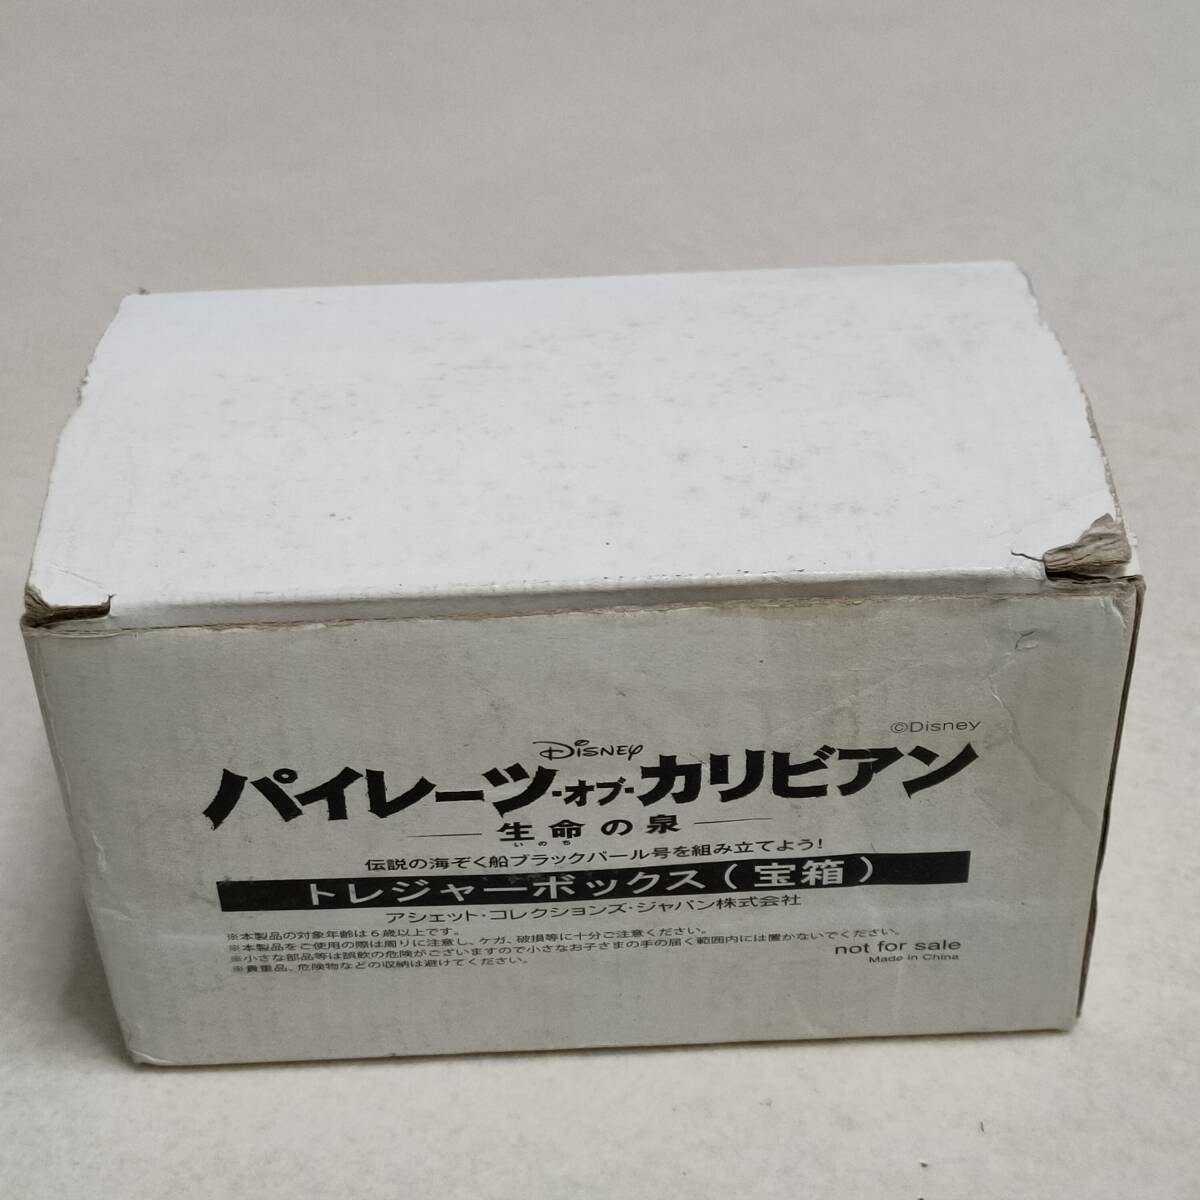 ©Disney
Disney
パイレーツ・オブ・カリビアン
生命の泉
いのち
伝説の海ぞく船ブラックパール号を組み立てよう!
トレジャーボックス(宝箱)
アシェット・コレクションズ・ジャパン株式会社
※本製品の対象年齢は6歳以上です。
※本製品をご使用の際は周りに注意し、ケガ、破損等に十分ご注意ください。
※小さな部品等は誤飲の危険がございますので小さなお子さまの手の届く範囲内には置かないでください。
※貴重品、危険物などの収納は避けてください。
not for sale
Made in China